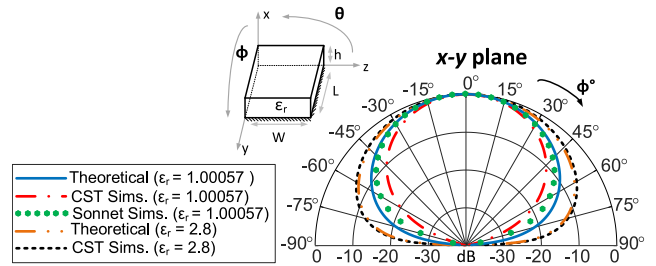 x
θ
ϕ
h
z
L
εr
W
y
x-y plane
ϕ°
0°
-15° 15°
-30° 30°
-45° 45°
-60° 60°
-75° 75°
-90° 90°
0 -10 -20 -30 dB -30 -20 -10 0
Theoretical (εr = 1.00057 )
CST Sims. (εr = 1.00057)
Sonnet Sims. (εr = 1.00057)
Theoretical (εr = 2.8)
CST Sims. (εr = 2.8)